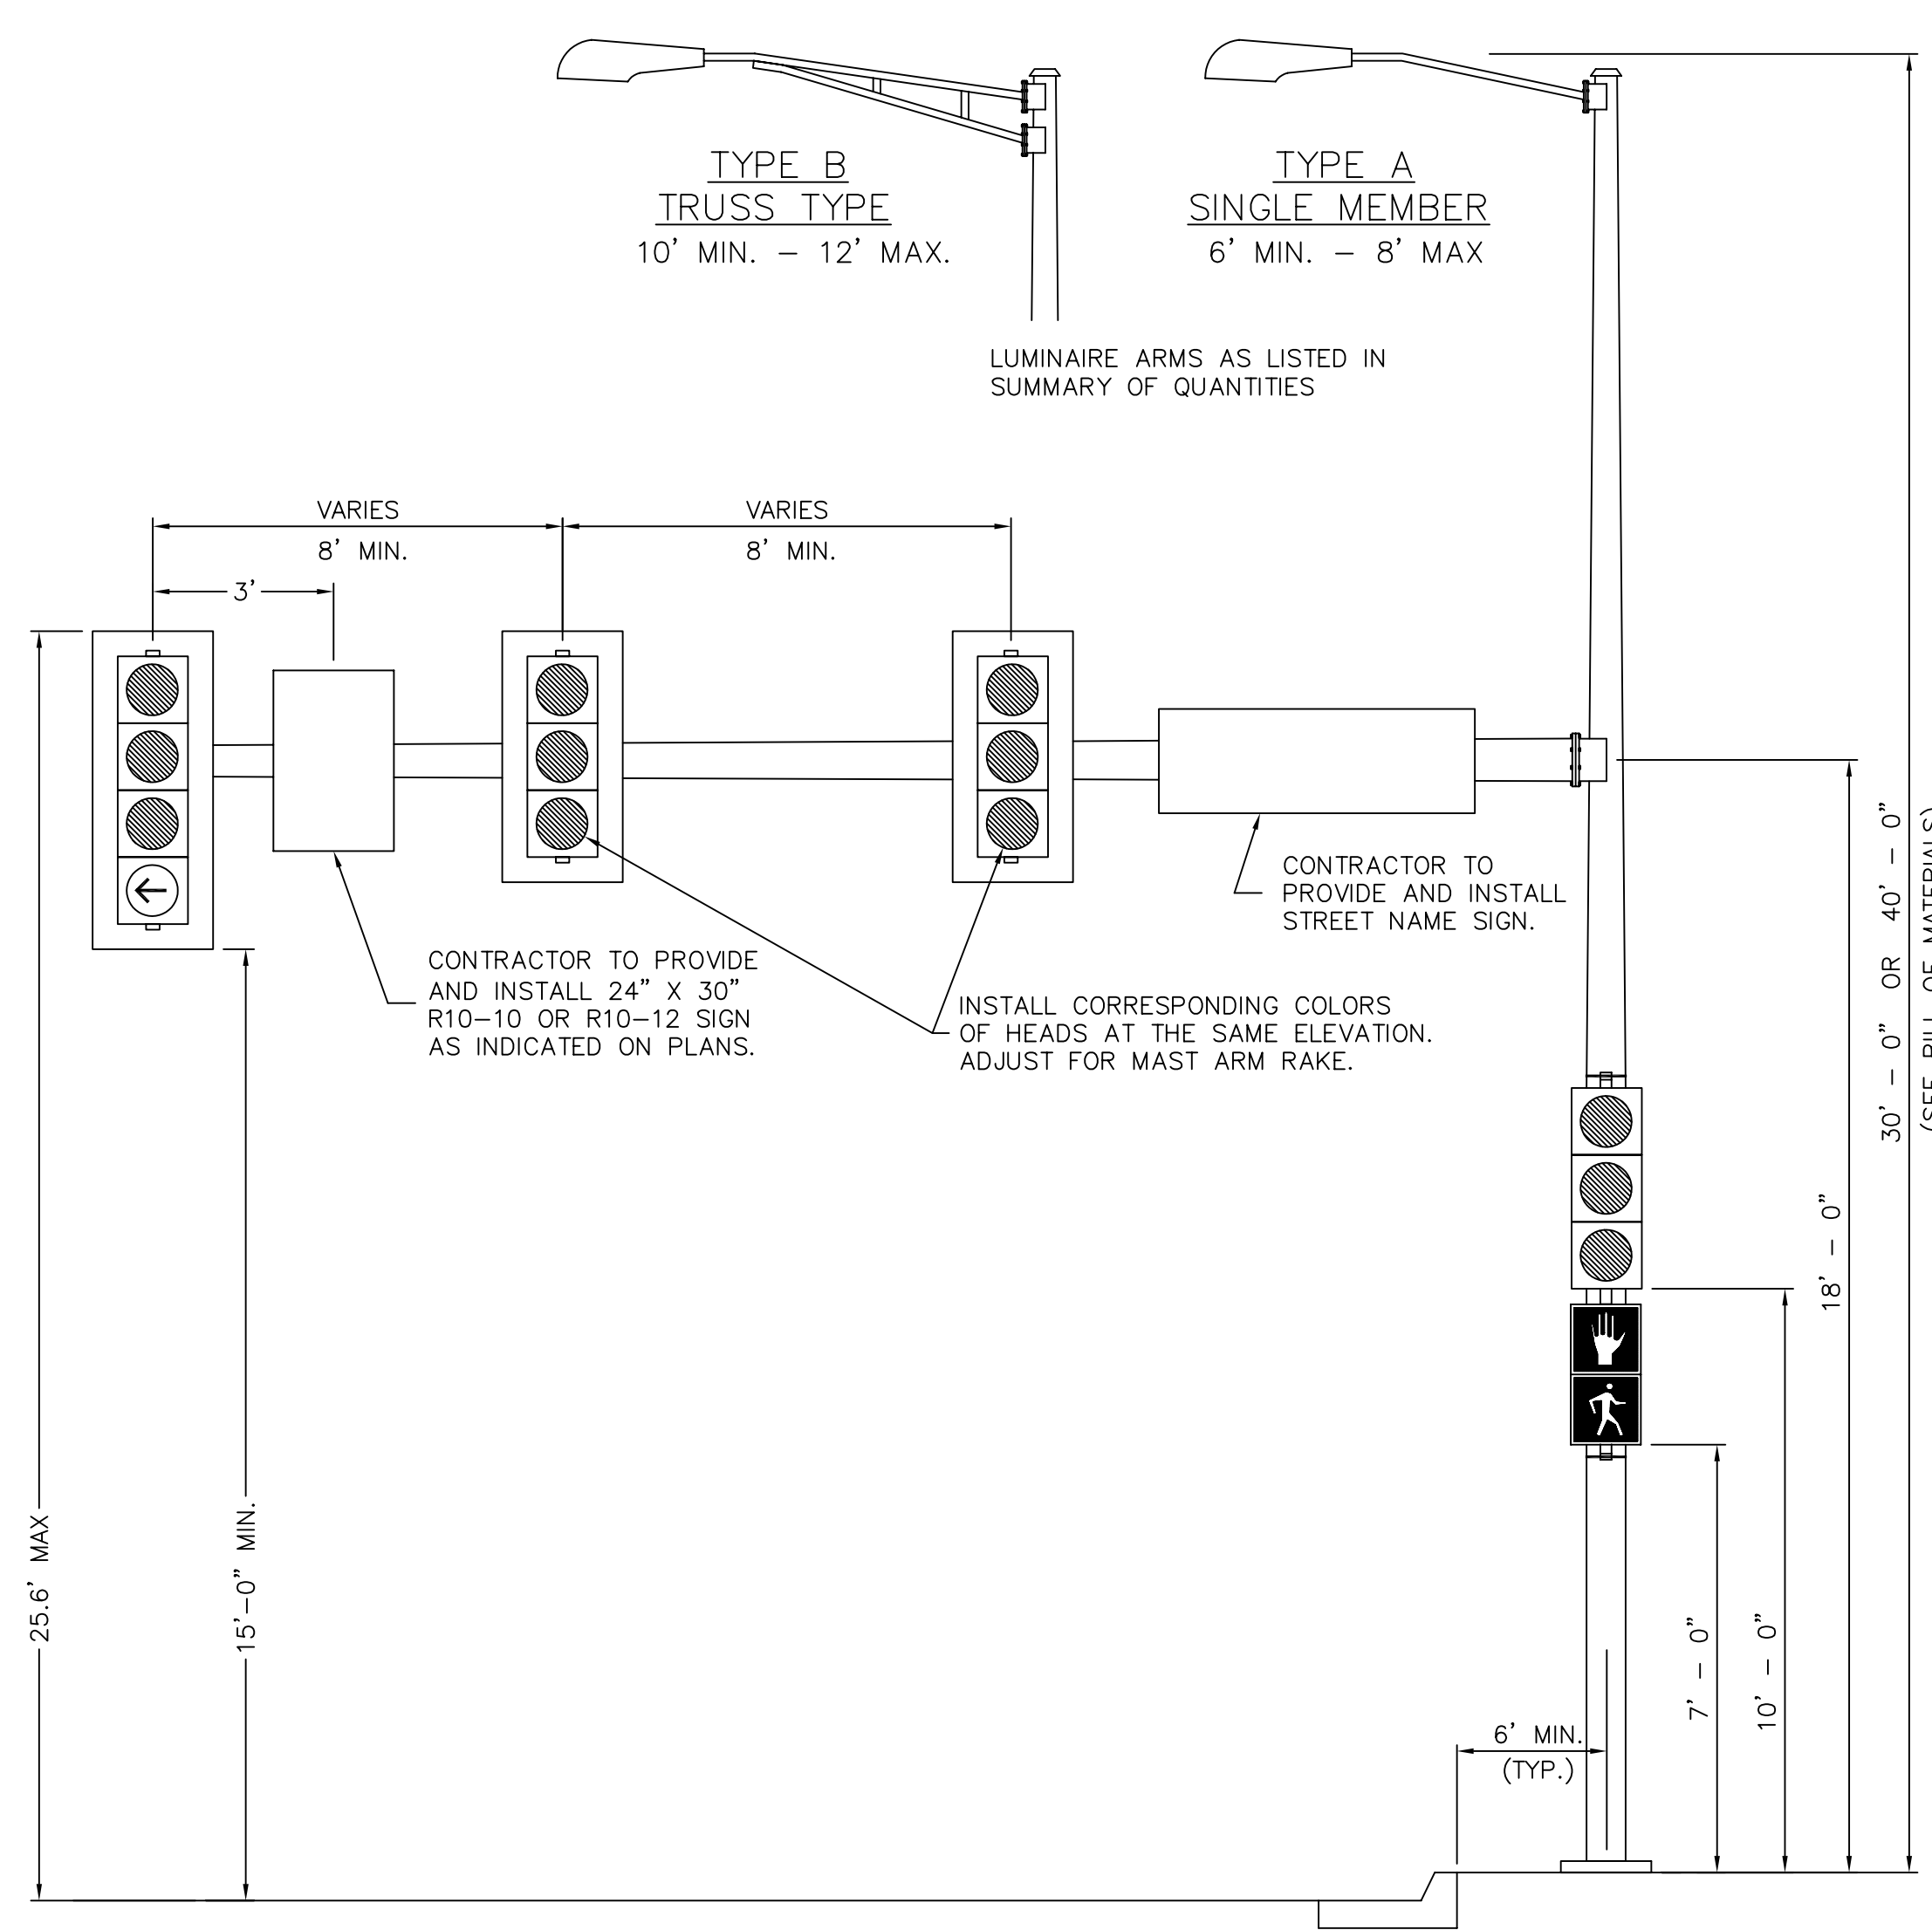 TYPE B
TRUSS TYPE
10' MIN. – 12' MAX.
TYPE A
SINGLE MEMBER
6' MIN. – 8' MAX
LUMINAIRE ARMS AS LISTED IN
SUMMARY OF QUANTITIES
VARIES
8' MIN.
VARIES
8' MIN.
3'
CONTRACTOR TO
PROVIDE AND INSTALL
STREET NAME SIGN.
CONTRACTOR TO PROVIDE
AND INSTALL 24" X 30"
R10–10 OR R10–12 SIGN
AS INDICATED ON PLANS.
INSTALL CORRESPONDING COLORS
OF HEADS AT THE SAME ELEVATION.
ADJUST FOR MAST ARM RAKE.
25.6' MAX
15'–0" MIN.
6' MIN.
(TYP.)
7' – 0"
10' – 0"
18' – 0"
30' – 0" OR 40' – 0"
(SEE BILL OF MATERIALS)